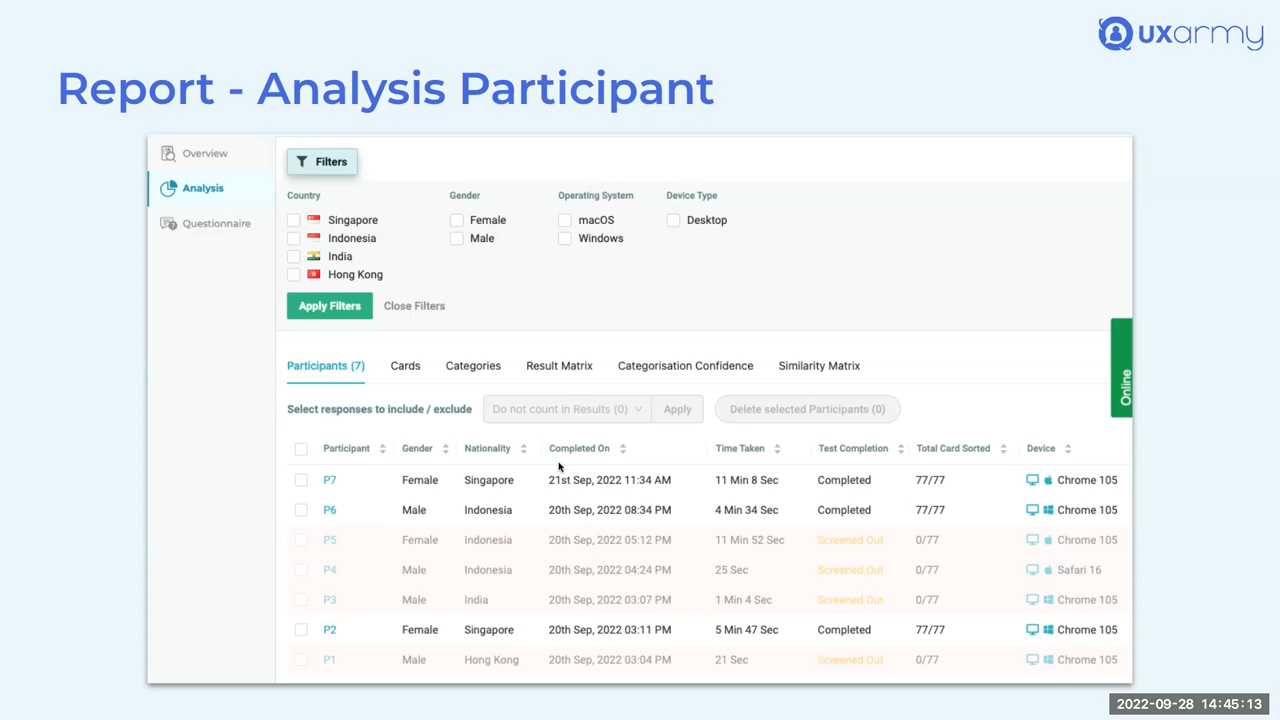 UXarmy
Report - Analysis Participant
Overview
Analysis
Questionnaire
Filters
Country Gender Operating System Device Type
Singapore Female macOS Desktop
Indonesia Male Windows
India
Hong Kong
Apply Filters Close Filters
Online
Participants (7) Cards Categories Result Matrix Categorisation Confidence Similarity Matrix
Select responses to include / exclude Do not count in Results (0) Apply Delete selected Participants (0)
Participant Gender Nationality Completed On Time Taken Test Completion Total Card Sorted Device
P7 Female Singapore 21st Sep, 2022 11:34 AM 11 Min 8 Sec Completed 77/77 Chrome 105
P6 Male Indonesia 20th Sep, 2022 08:34 PM 4 Min 34 Sec Completed 77/77 Chrome 105
P5 Female Indonesia 20th Sep, 2022 05:12 PM 11 Min 52 Sec Screened Out 0/77 Chrome 105
P4 Male Indonesia 20th Sep, 2022 04:24 PM 25 Sec Screened Out 0/77 Safari 16
P3 Male India 20th Sep, 2022 03:07 PM 1 Min 4 Sec Screened Out 0/77 Chrome 105
P2 Female Singapore 20th Sep, 2022 03:11 PM 5 Min 47 Sec Completed 77/77 Chrome 105
P1 Male Hong Kong 20th Sep, 2022 03:04 PM 21 Sec Screened Out 0/77 Chrome 105
2022-09-28 14:45:13